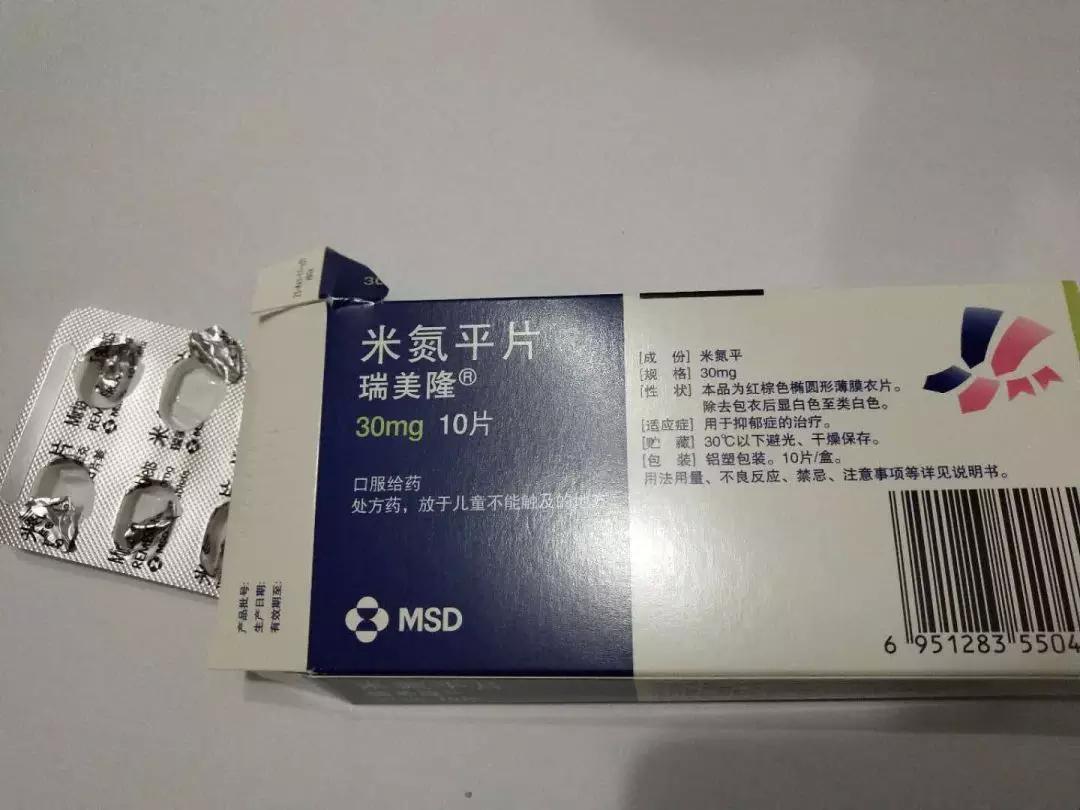 米氮平片
瑞美隆®
30mg 10片
口服给药
处方药，放于儿童不能触及的地方
MSD
[成 份] 米氮平
[规 格] 30mg
[性 状] 本品为红棕色椭圆形薄膜衣片。
除去包衣后显白色至类白色。
[适应症] 用于抑郁症的治疗。
[贮 藏] 30℃以下避光、干燥保存。
[包 装] 铝塑包装。10片/盒。
用法用量、不良反应、禁忌、注意事项等详见说明书。
6 951283 5504
产品批号:
生产日期:
有效期至:
30
米氮平片